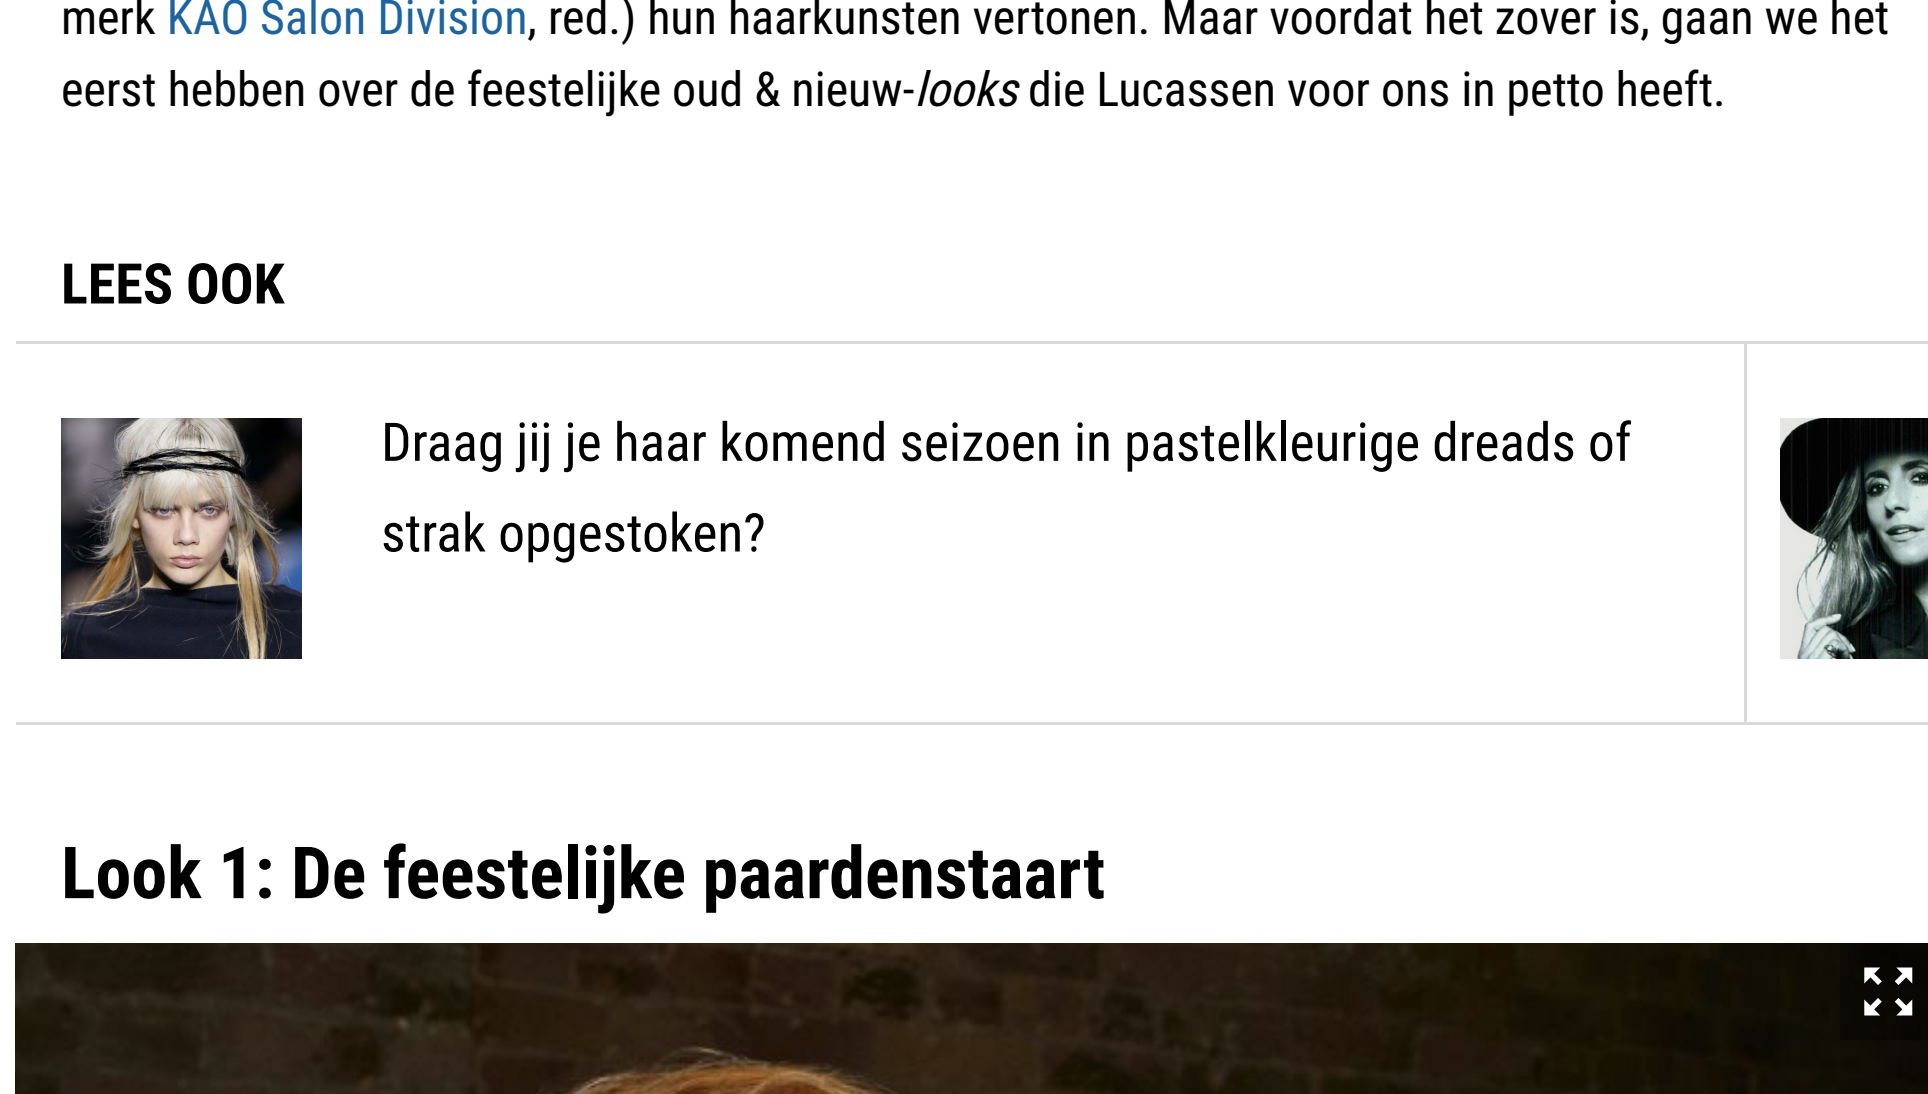 merk KAO Salon Division, red.) hun haarkunsten vertonen. Maar voordat het zover is, gaan we het
eerst hebben over de feestelijke oud & nieuw-looks die Lucassen voor ons in petto heeft.
LEES OOK
Draag jij je haar komend seizoen in pastelkleurige dreads of
strak opgestoken?
Look 1: De feestelijke paardenstaart